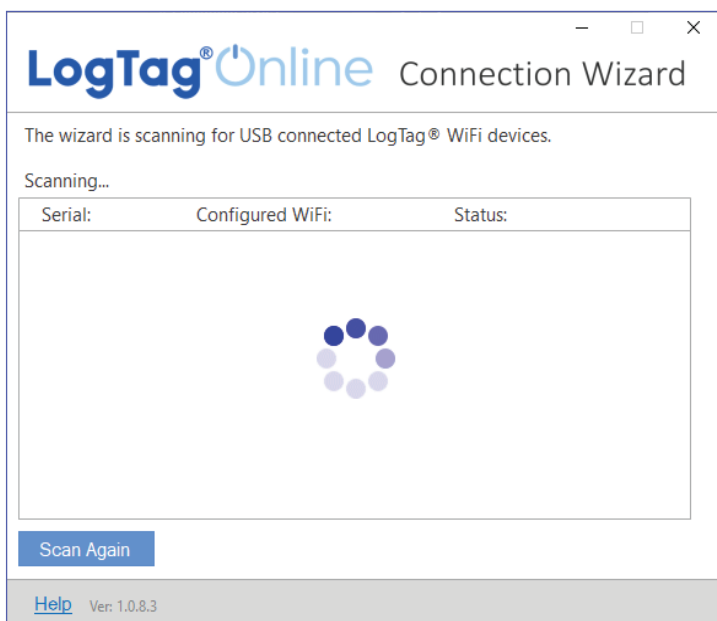 LogTag® Online Connection Wizard
The wizard is scanning for USB connected LogTag® WiFi devices.
Scanning...
Serial: Configured WiFi: Status:
Scan Again
Help Ver: 1.0.8.3